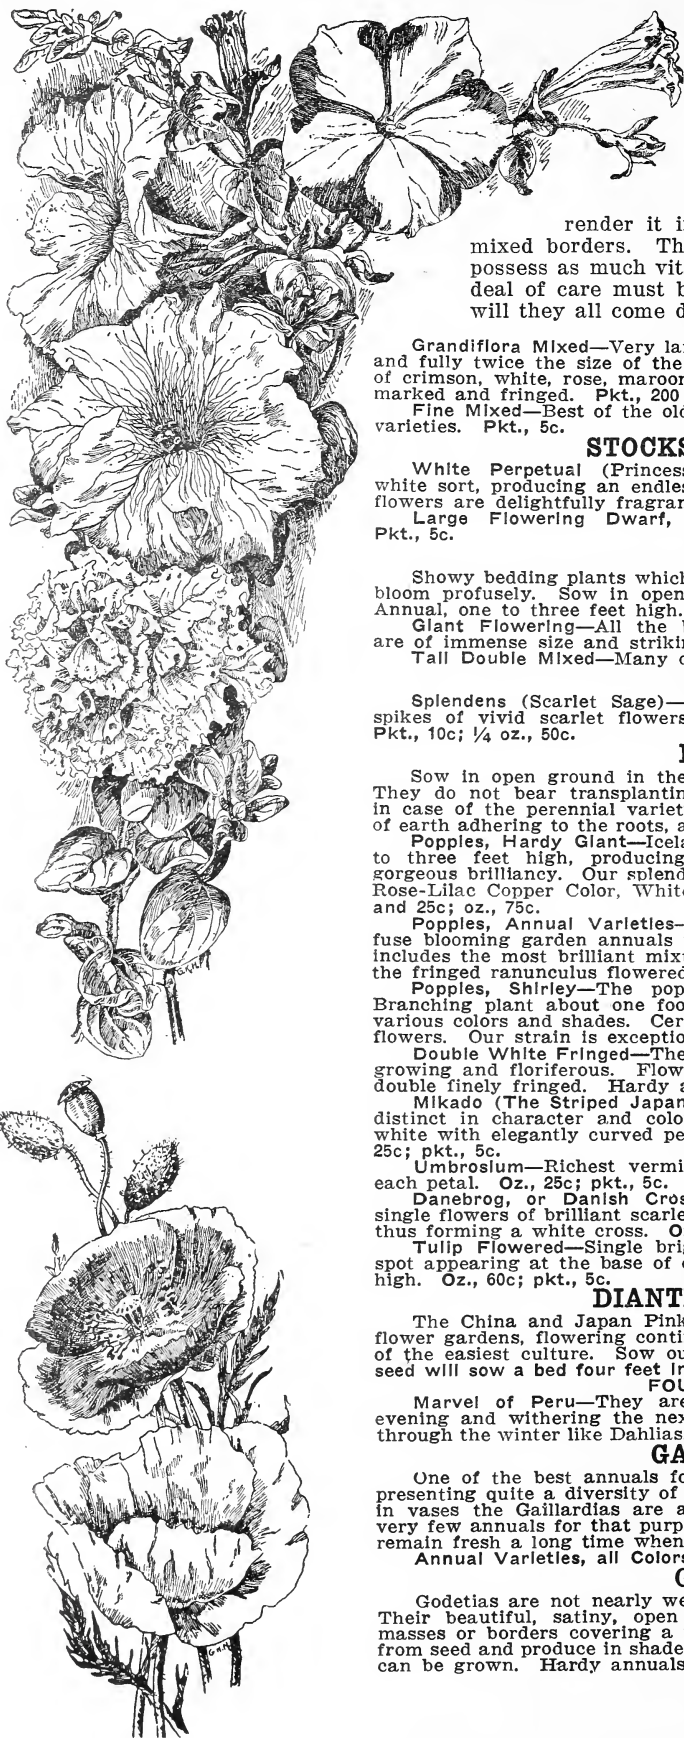 render it i
mixed borders. Th
possess as much vit
deal of care must b
will they all come d
Grandiflora Mixed—Very la
and fully twice the size of the
of crimson, white, rose, maroon
marked and fringed. Pkt., 200
Fine Mixed—Best of the old
varieties. Pkt., 5c.
STOCKS
White Perpetual (Princess
white sort, producing an endles
flowers are delightfully fragran
Large Flowering Dwarf,
Pkt., 5c.
Showy bedding plants which
bloom profusely. Sow in open
Annual, one to three feet high.
Giant Flowering—All the
are of immense size and strikin
Tall Double Mixed—Many c
Splendens (Scarlet Sage)—
spikes of vivid scarlet flowers
Pkt., 10c; ¼ oz., 50c.
Sow in open ground in the
They do not bear transplantin
in case of the perennial variet
of earth adhering to the roots, a
Poppies, Hardy Giant—Icela
to three feet high, producing
gorgeous brilliancy. Our splend
Rose-Lilac Copper Color, White
and 25c; oz., 75c.
Poppies, Annual Varieties—
fuse blooming garden annuals
includes the most brilliant mix
the fringed ranunculus flowered
Poppies, Shirley—The pop
Branching plant about one foo
various colors and shades. Cer
flowers. Our strain is exceptio
Double White Fringed—The
growing and floriferous. Flow
double finely fringed. Hardy a
Mikado (The Striped Japan
distinct in character and colo
white with elegantly curved pe
25c; pkt., 5c.
Umbrosium—Richest vermi
each petal. Oz., 25c; pkt., 5c.
Danebrog, or Danish Cros
single flowers of brilliant scarle
thus forming a white cross. O
Tulip Flowered—Single brig
spot appearing at the base of
high. Oz., 60c; pkt., 5c.
DIANT
The China and Japan Pink
flower gardens, flowering conti
of the easiest culture. Sow ou
seed will sow a bed four feet in
FOU
Marvel of Peru—They are
evening and withering the nex
through the winter like Dahlias
GA
One of the best annuals fo
presenting quite a diversity of
in vases the Gaillardias are a
very few annuals for that purp
remain fresh a long time when
Annual Varieties, all Colors
Godetias are not nearly we
Their beautiful, satiny, open
masses or borders covering a
from seed and produce in shade
can be grown. Hardy annuals